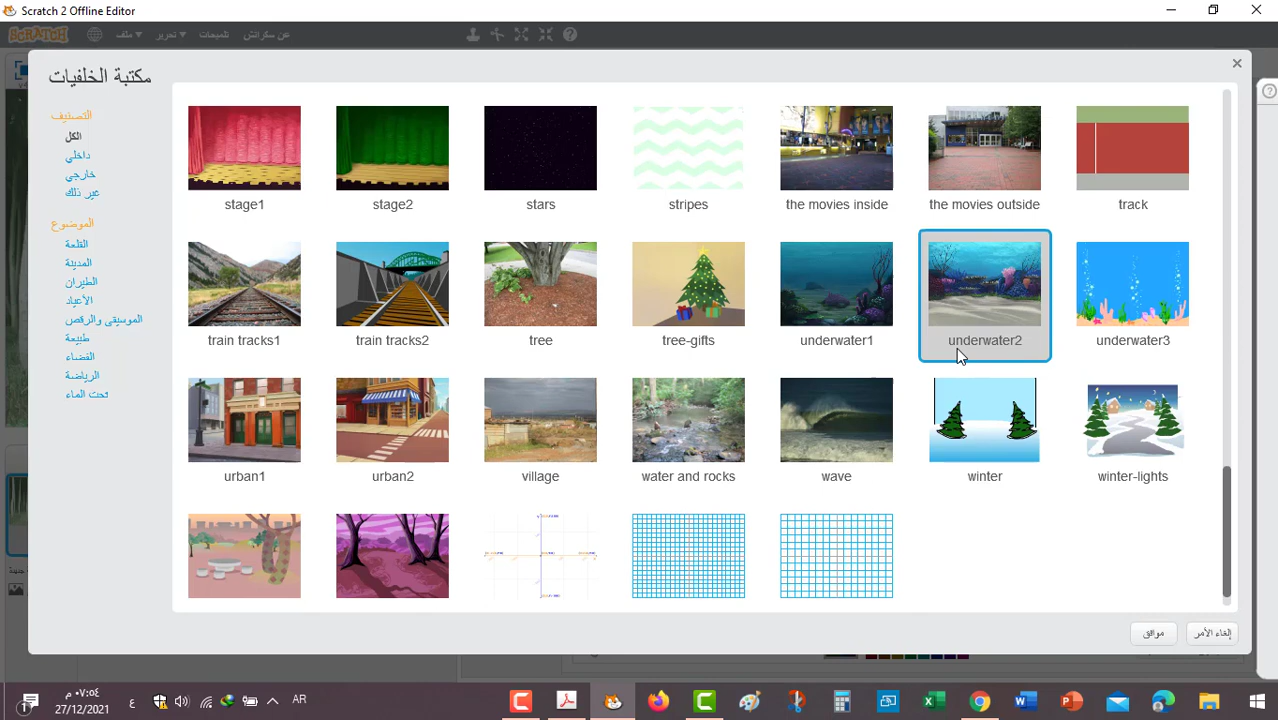 Scratch 2 Offline Editor
SCRATCH
ملف
تحرير
تلميحات
عن سكراتش
مكتبة الخلفيات
التصنيف
الكل
داخلي
خارجي
غير ذلك
الموضوع
القلعة
المدينة
الطيران
الأعياد
الموسيقى والرقص
طبيعة
الفضاء
الرياضة
تحت الماء
stage1
stage2
stars
stripes
the movies inside
the movies outside
track
train tracks1
train tracks2
tree
tree-gifts
underwater1
underwater2
underwater3
urban1
urban2
village
water and rocks
wave
winter
winter-lights
موافق
إلغاء الأمر
٠٧:٥٤ م
27/12/2021
ع
AR